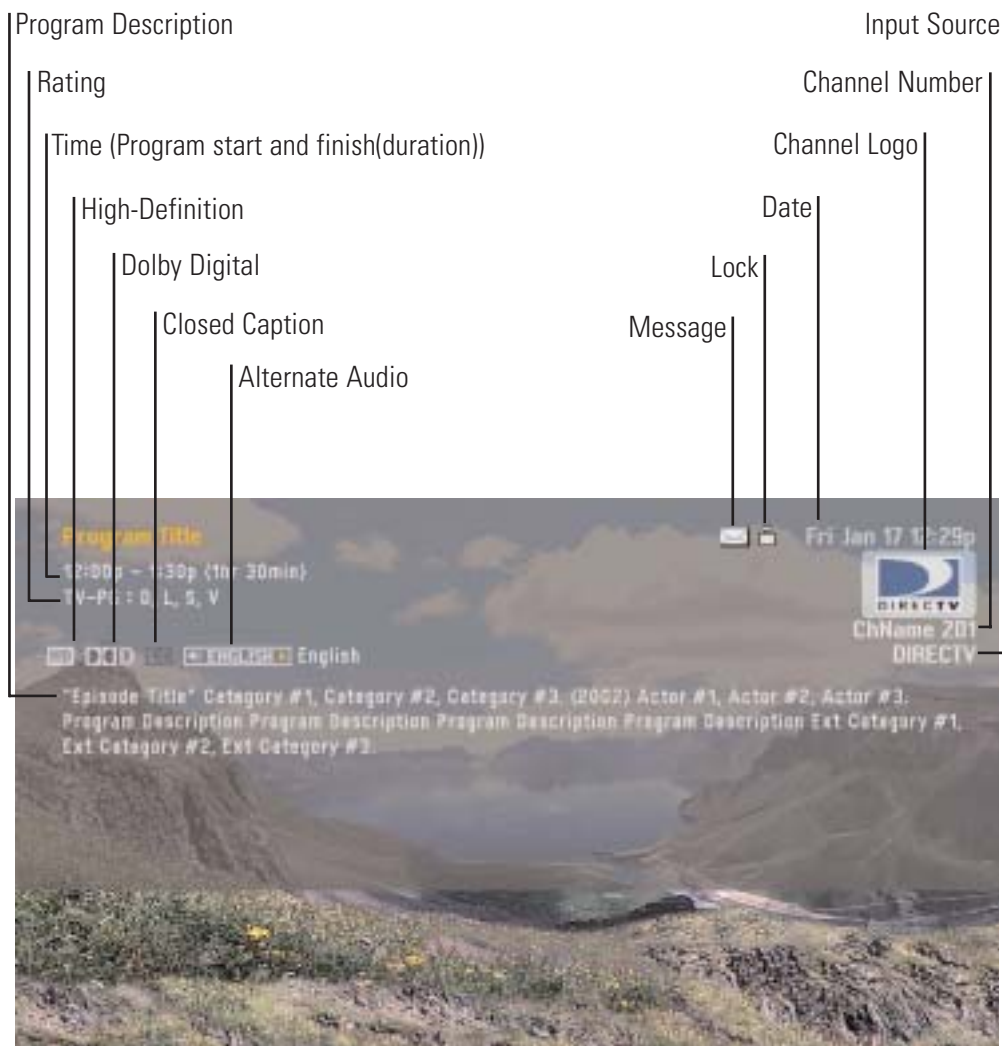 Program Description
Input Source
Rating
Channel Number
Time (Program start and finish(duration))
Channel Logo
High-Definition
Date
Dolby Digital
Lock
Closed Caption
Message
Alternate Audio
Program Title
Fri Jan 17 12:29p
12:00p - 1:30p (1hr 30min)
TV-PG : D, L, S, V
DIRECTV
ChName 201
ENGLISH English
DIRECTV
"Episode Title" Category #1, Category #2, Category #3. (2002) Actor #1, Actor #2, Actor #3.
Program Description Program Description Program Description Program Description Ext Category #1,
Ext Category #2, Ext Category #3.